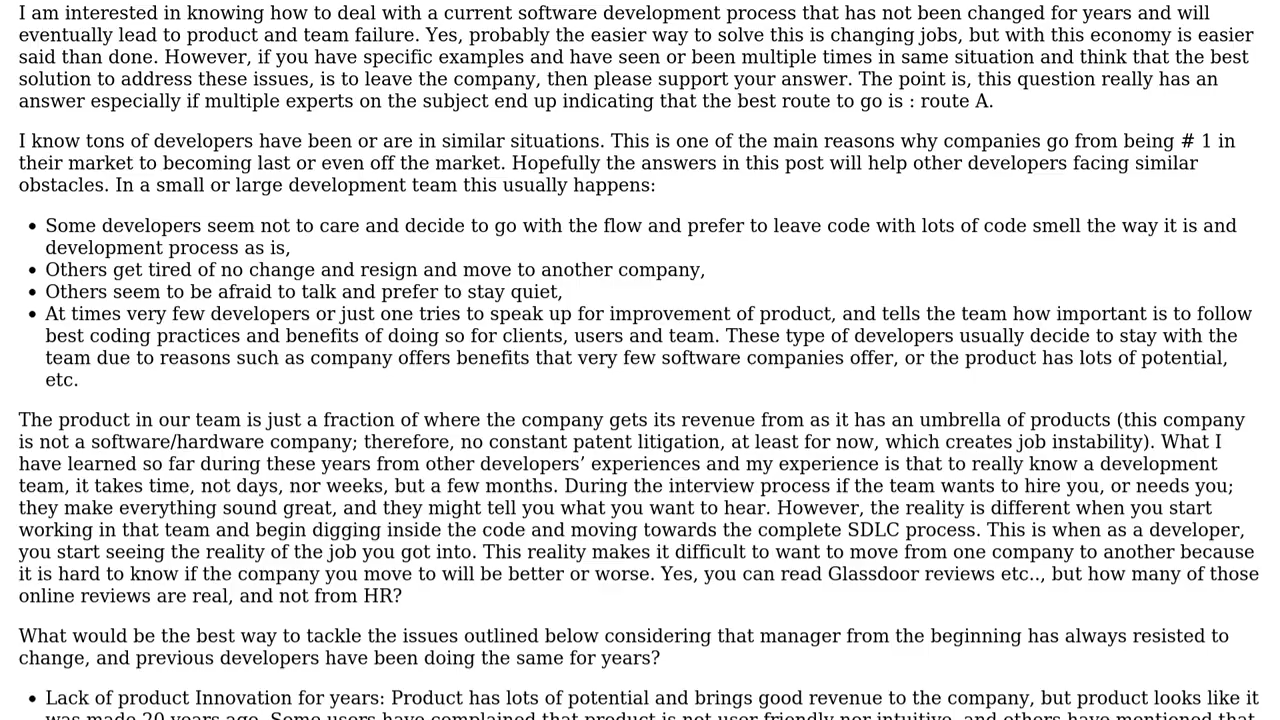 I am interested in knowing how to deal with a current software development process that has not been changed for years and will
eventually lead to product and team failure. Yes, probably the easier way to solve this is changing jobs, but with this economy is easier
said than done. However, if you have specific examples and have seen or been multiple times in same situation and think that the best
solution to address these issues, is to leave the company, then please support your answer. The point is, this question really has an
answer especially if multiple experts on the subject end up indicating that the best route to go is : route A.
I know tons of developers have been or are in similar situations. This is one of the main reasons why companies go from being # 1 in
their market to becoming last or even off the market. Hopefully the answers in this post will help other developers facing similar
obstacles. In a small or large development team this usually happens:
• Some developers seem not to care and decide to go with the flow and prefer to leave code with lots of code smell the way it is and
development process as is,
• Others get tired of no change and resign and move to another company,
• Others seem to be afraid to talk and prefer to stay quiet,
• At times very few developers or just one tries to speak up for improvement of product, and tells the team how important is to follow
best coding practices and benefits of doing so for clients, users and team. These type of developers usually decide to stay with the
team due to reasons such as company offers benefits that very few software companies offer, or the product has lots of potential,
etc.
The product in our team is just a fraction of where the company gets its revenue from as it has an umbrella of products (this company
is not a software/hardware company; therefore, no constant patent litigation, at least for now, which creates job instability). What I
have learned so far during these years from other developers’ experiences and my experience is that to really know a development
team, it takes time, not days, nor weeks, but a few months. During the interview process if the team wants to hire you, or needs you;
they make everything sound great, and they might tell you what you want to hear. However, the reality is different when you start
working in that team and begin digging inside the code and moving towards the complete SDLC process. This is when as a developer,
you start seeing the reality of the job you got into. This reality makes it difficult to want to move from one company to another because
it is hard to know if the company you move to will be better or worse. Yes, you can read Glassdoor reviews etc.., but how many of those
online reviews are real, and not from HR?
What would be the best way to tackle the issues outlined below considering that manager from the beginning has always resisted to
change, and previous developers have been doing the same for years?
• Lack of product Innovation for years: Product has lots of potential and brings good revenue to the company, but product looks like it
was made 20 years ago. Some users have complained that product is not user friendly nor intuitive, and others have mentioned that